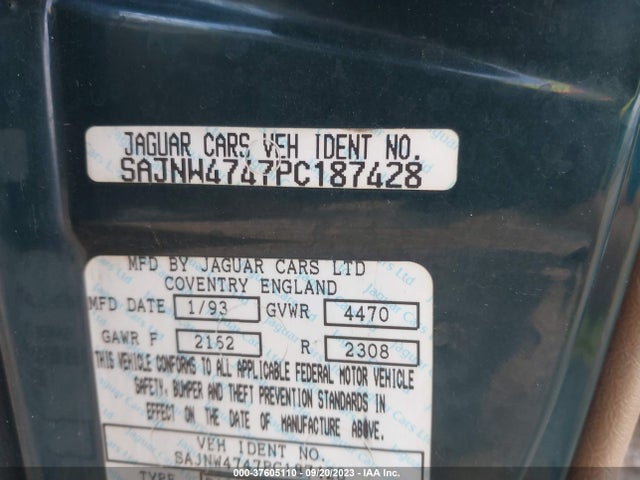 JAGUAR CARS VEH IDENT NO.
SAJNW4747PC187428
MFD BY JAGUAR CARS LTD
COVENTRY ENGLAND
MFD DATE 1/93 GVWR 4470
GAWR F 2152 R 2308
THIS VEHICLE CONFORMS TO ALL APPLICABLE FEDERAL MOTOR VEHICLE
SAFETY, BUMPER AND THEFT PREVENTION STANDARDS IN
EFFECT ON THE DATE OF MANUFACTURE ABOVE.
VEH IDENT NO.
TYPE
000-37605110 - 09/20/2023 - IAA Inc.